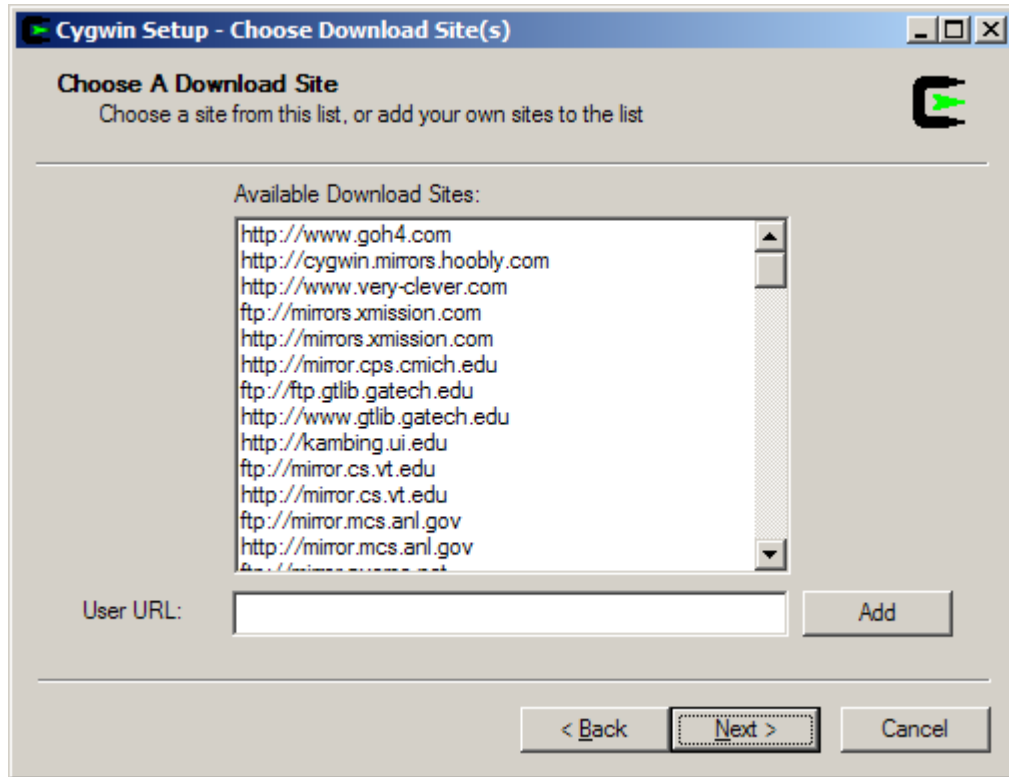 Cygwin Setup - Choose Download Site(s)
Choose A Download Site
Choose a site from this list, or add your own sites to the list
Available Download Sites:
http://www.goh4.com
http://cygwin.mirrors.hoobly.com
http://www.very-clever.com
ftp://mirrors.xmission.com
http://mirrors.xmission.com
http://mirror.cps.cmich.edu
ftp://ftp.gtlib.gatech.edu
http://www.gtlib.gatech.edu
http://kambing.ui.edu
ftp://mirror.cs.vt.edu
http://mirror.cs.vt.edu
ftp://mirror.mcs.anl.gov
http://mirror.mcs.anl.gov
User URL:
Add
< Back
Next >
Cancel